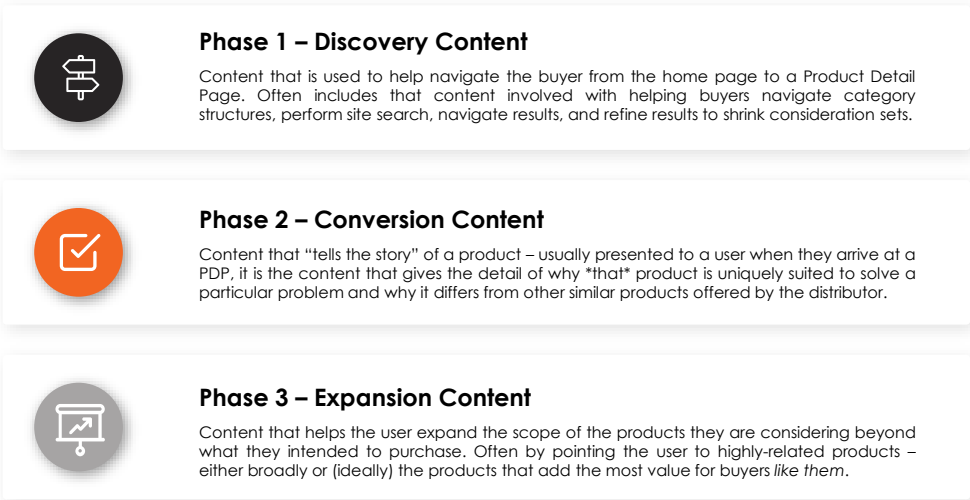 Phase 1 – Discovery Content
Content that is used to help navigate the buyer from the home page to a Product Detail
Page. Often includes that content involved with helping buyers navigate category
structures, perform site search, navigate results, and refine results to shrink consideration sets.
Phase 2 – Conversion Content
Content that “tells the story” of a product – usually presented to a user when they arrive at a
PDP, it is the content that gives the detail of why *that* product is uniquely suited to solve a
particular problem and why it differs from other similar products offered by the distributor.
Phase 3 – Expansion Content
Content that helps the user expand the scope of the products they are considering beyond
what they intended to purchase. Often by pointing the user to highly-related products –
either broadly or (ideally) the products that add the most value for buyers like them.